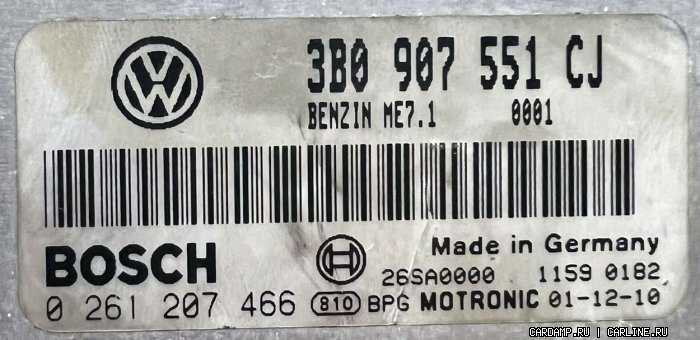 3B0 907 551 CJ
BENZIN ME7.1 0001
Made in Germany
BOSCH 26SA0000 1159 0182
0 261 207 466 810 BPG MOTRONIC 01-12-10
CARDAMP.RU | CARLINE.RU